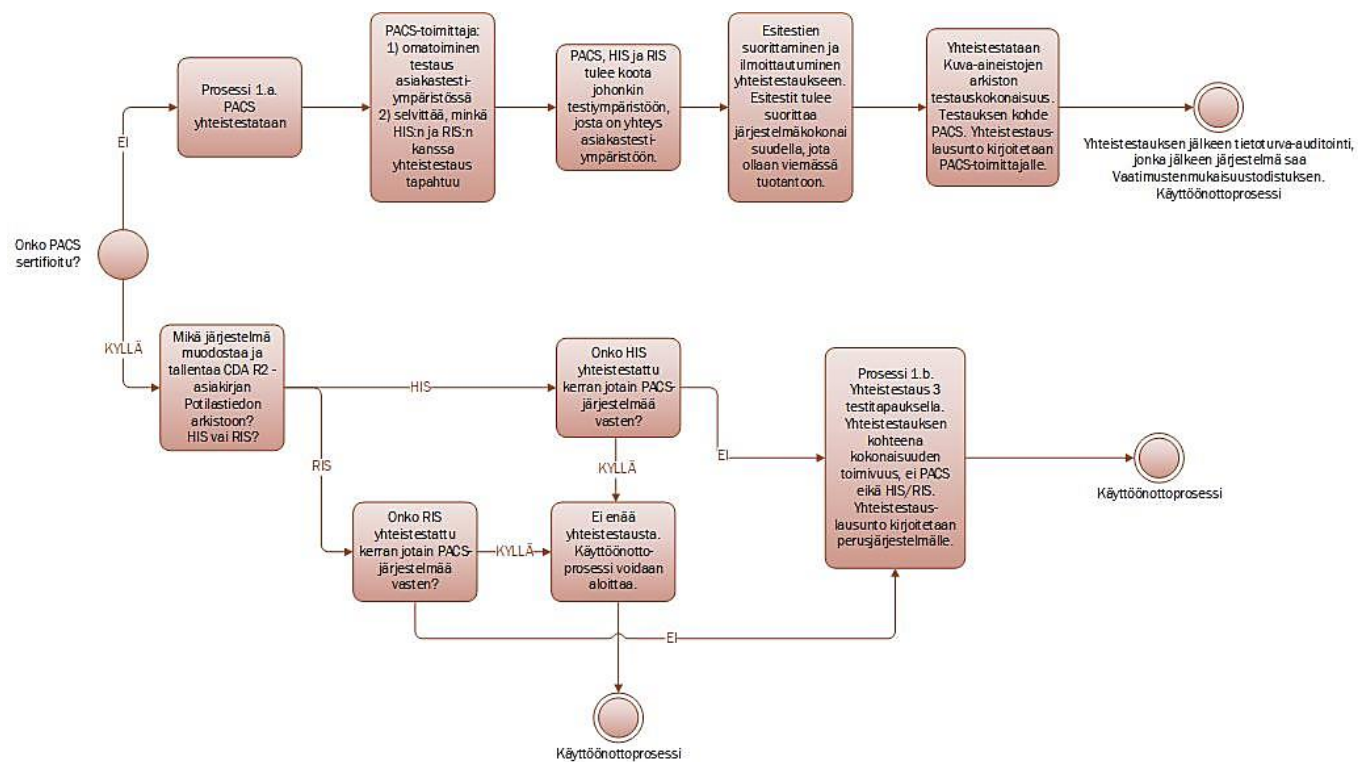 Prosessi 1.a.
PACS
yhteistestataan
PACS-toimittaja:
1) omatoiminen
testaus
asiakastesti-
ympäristössä
2) selvittää, minkä
HIS:n ja RIS:n
kanssa
yhteistestaus
tapahtuu
PACS, HIS ja RIS
tulee koota
johonkin
testiympäristöön,
josta on yhteys
asiakastesti-
ympäristöön.
Esitestien
suorittaminen ja
ilmoittautuminen
yhteistestaukseen.
Esitestit tulee
suorittaa
järjestelmäkokonai
suudella, jota
ollaan viemässä
tuotantoon.
Yhteistestataan
Kuva-aineistojen
arkiston
testauskokonaisuus.
Testauksen kohde
PACS. Yhteistestaus-
lausunto kirjoitetaan
PACS-toimittajalle.
Yhteistestauksen jälkeen tietoturva-auditointi,
jonka jälkeen järjestelmä saa
Vaatimustenmukaisuustodistuksen.
Käyttöönottoprosessi
EI
Onko PACS
sertifioitu?
KYLLÄ
Mikä järjestelmä
muodostaa ja
tallentaa CDA R2 -
asiakirjan
Potilastiedon
arkistoon?
HIS vai RIS?
HIS
Onko HIS
yhteistestattu
kerran jotain PACS-
järjestelmää
vasten?
EI
KYLLÄ
RIS
Prosessi 1.b.
Yhteistestaus 3
testitapauksella.
Yhteistestauksen
kohteena
kokonaisuuden
toimivuus, ei PACS
eikä HIS/RIS.
Yhteistestaus-
lausunto kirjoitetaan
perusjärjestelmälle.
Käyttöönottoprosessi
Onko RIS
yhteistestattu
kerran jotain PACS-
järjestelmää
vasten?
KYLLÄ
Ei enää
yhteistestausta.
Käyttöönotto-
prosessi voidaan
aloittaa.
EI
Käyttöönottoprosessi